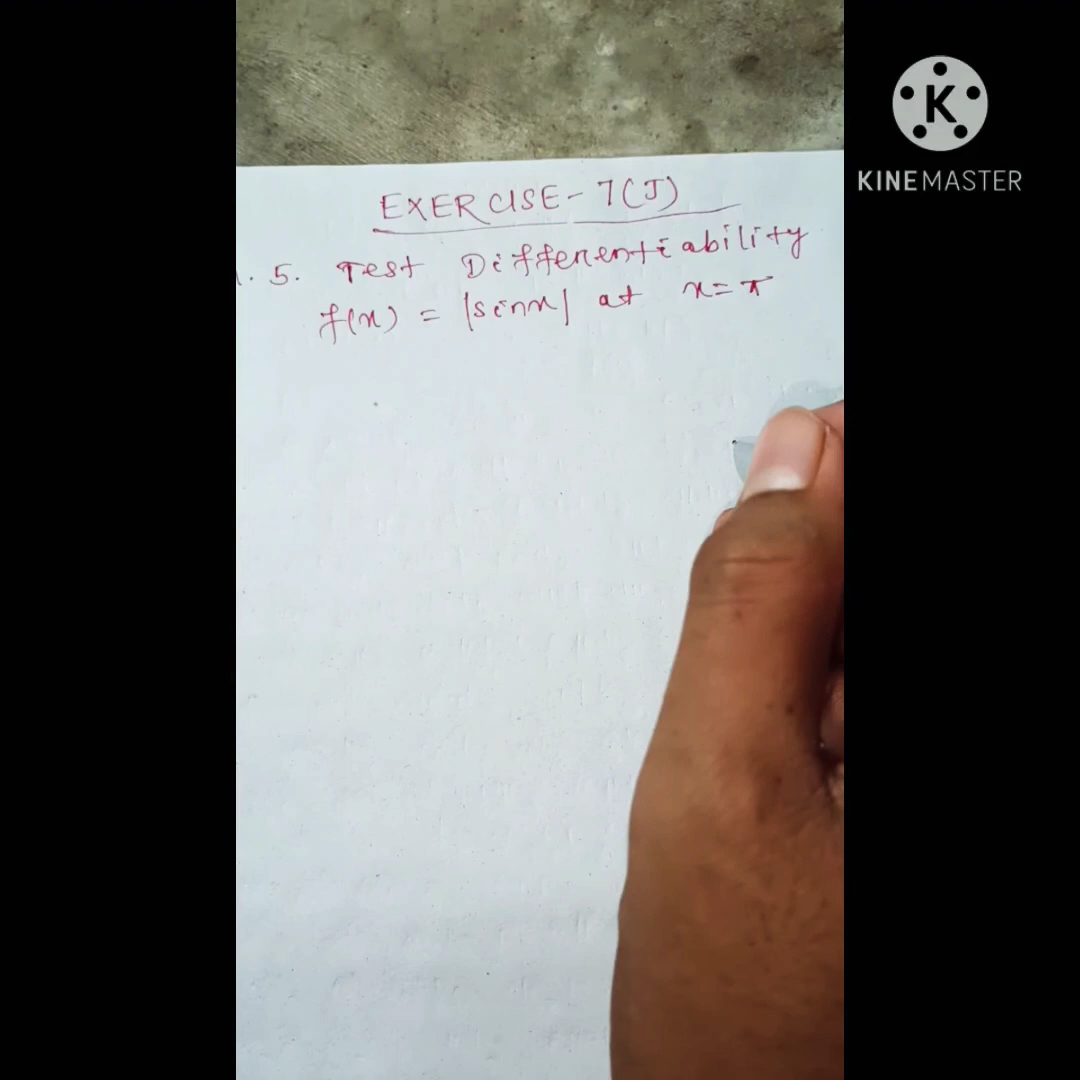 EXERCISE - 7(J)
5. Test Differentiability
f(x) = |sinx| at x = π
K
KINEMASTER